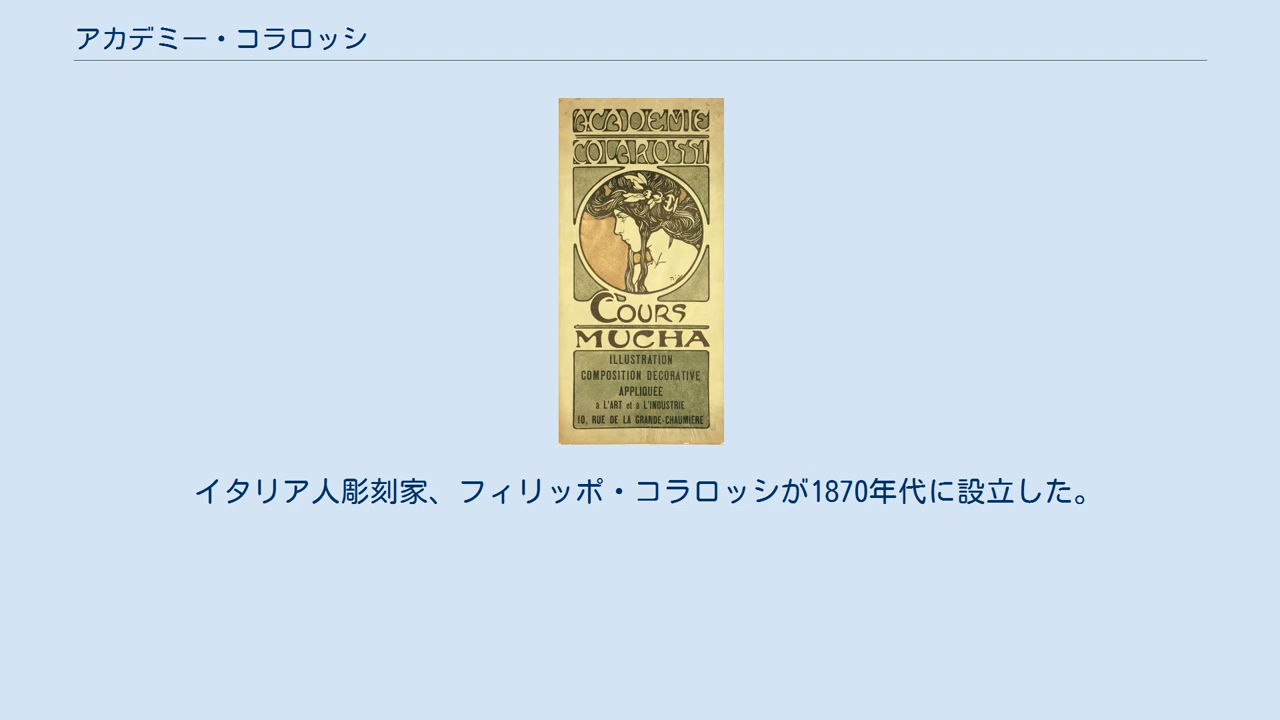 アカデミー・コラロッシ
ACADEMIE
COLAROSSI
COURS
MUCHA
ILLUSTRATION
COMPOSITION DECORATIVE
APPLIQUÉE
à L'ART et à L'INDUSTRIE
10, RUE DE LA GRANDE-CHAUMIÈRE
イタリア人彫刻家、フィリッポ・コラロッシが1870年代に設立した。